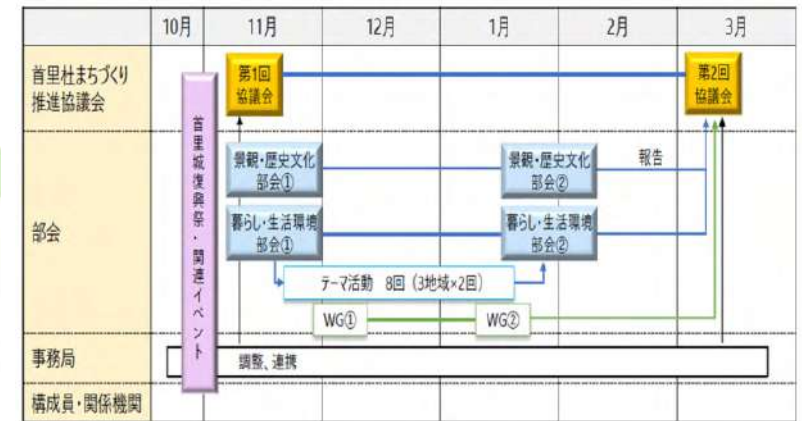 10月 11月 12月 1月 2月 3月
首里杜まちづくり
推進協議会
第1回
協議会
第2回
協議会
首里城復興祭・関連イベント
部会
景観・歴史文化
部会①
景観・歴史文化
部会②
報告
暮らし・生活環境
部会①
暮らし・生活環境
部会②
テーマ活動 8回（3地域×2回）
WG①
WG②
事務局
調整、連携
構成員・関係機関